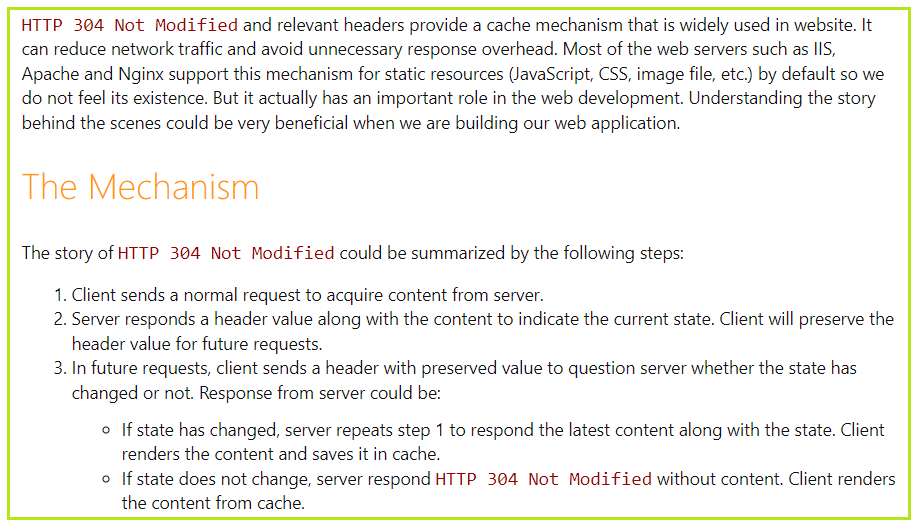 HTTP 304 Not Modified and relevant headers provide a cache mechanism that is widely used in website. It
can reduce network traffic and avoid unnecessary response overhead. Most of the web servers such as IIS,
Apache and Nginx support this mechanism for static resources (JavaScript, CSS, image file, etc.) by default so we
do not feel its existence. But it actually has an important role in the web development. Understanding the story
behind the scenes could be very beneficial when we are building our web application.
The Mechanism
The story of HTTP 304 Not Modified could be summarized by the following steps:
1. Client sends a normal request to acquire content from server.
2. Server responds a header value along with the content to indicate the current state. Client will preserve the
header value for future requests.
3. In future requests, client sends a header with preserved value to question server whether the state has
changed or not. Response from server could be:
◦ If state has changed, server repeats step 1 to respond the latest content along with the state. Client
renders the content and saves it in cache.
◦ If state does not change, server respond HTTP 304 Not Modified without content. Client renders
the content from cache.